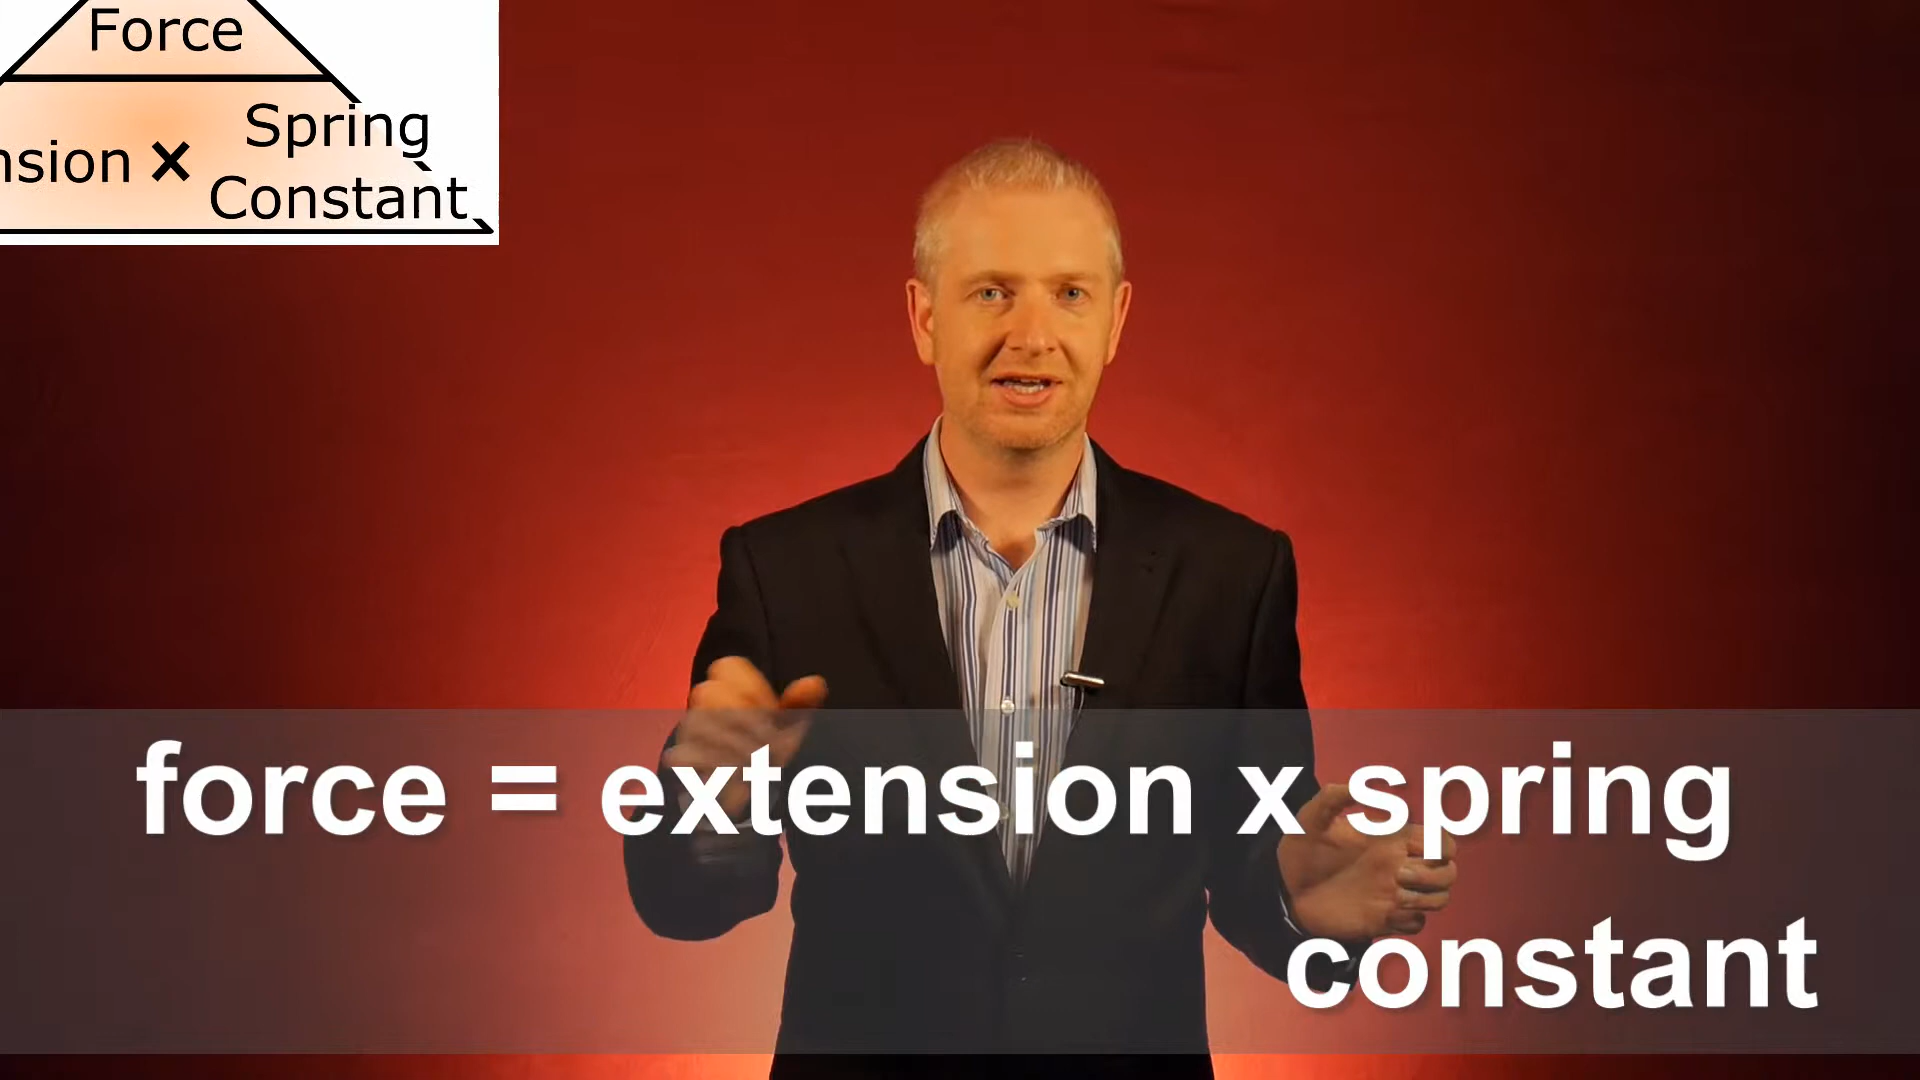 Force
Spring
nsion ×
Constant
force = extension x spring
constant